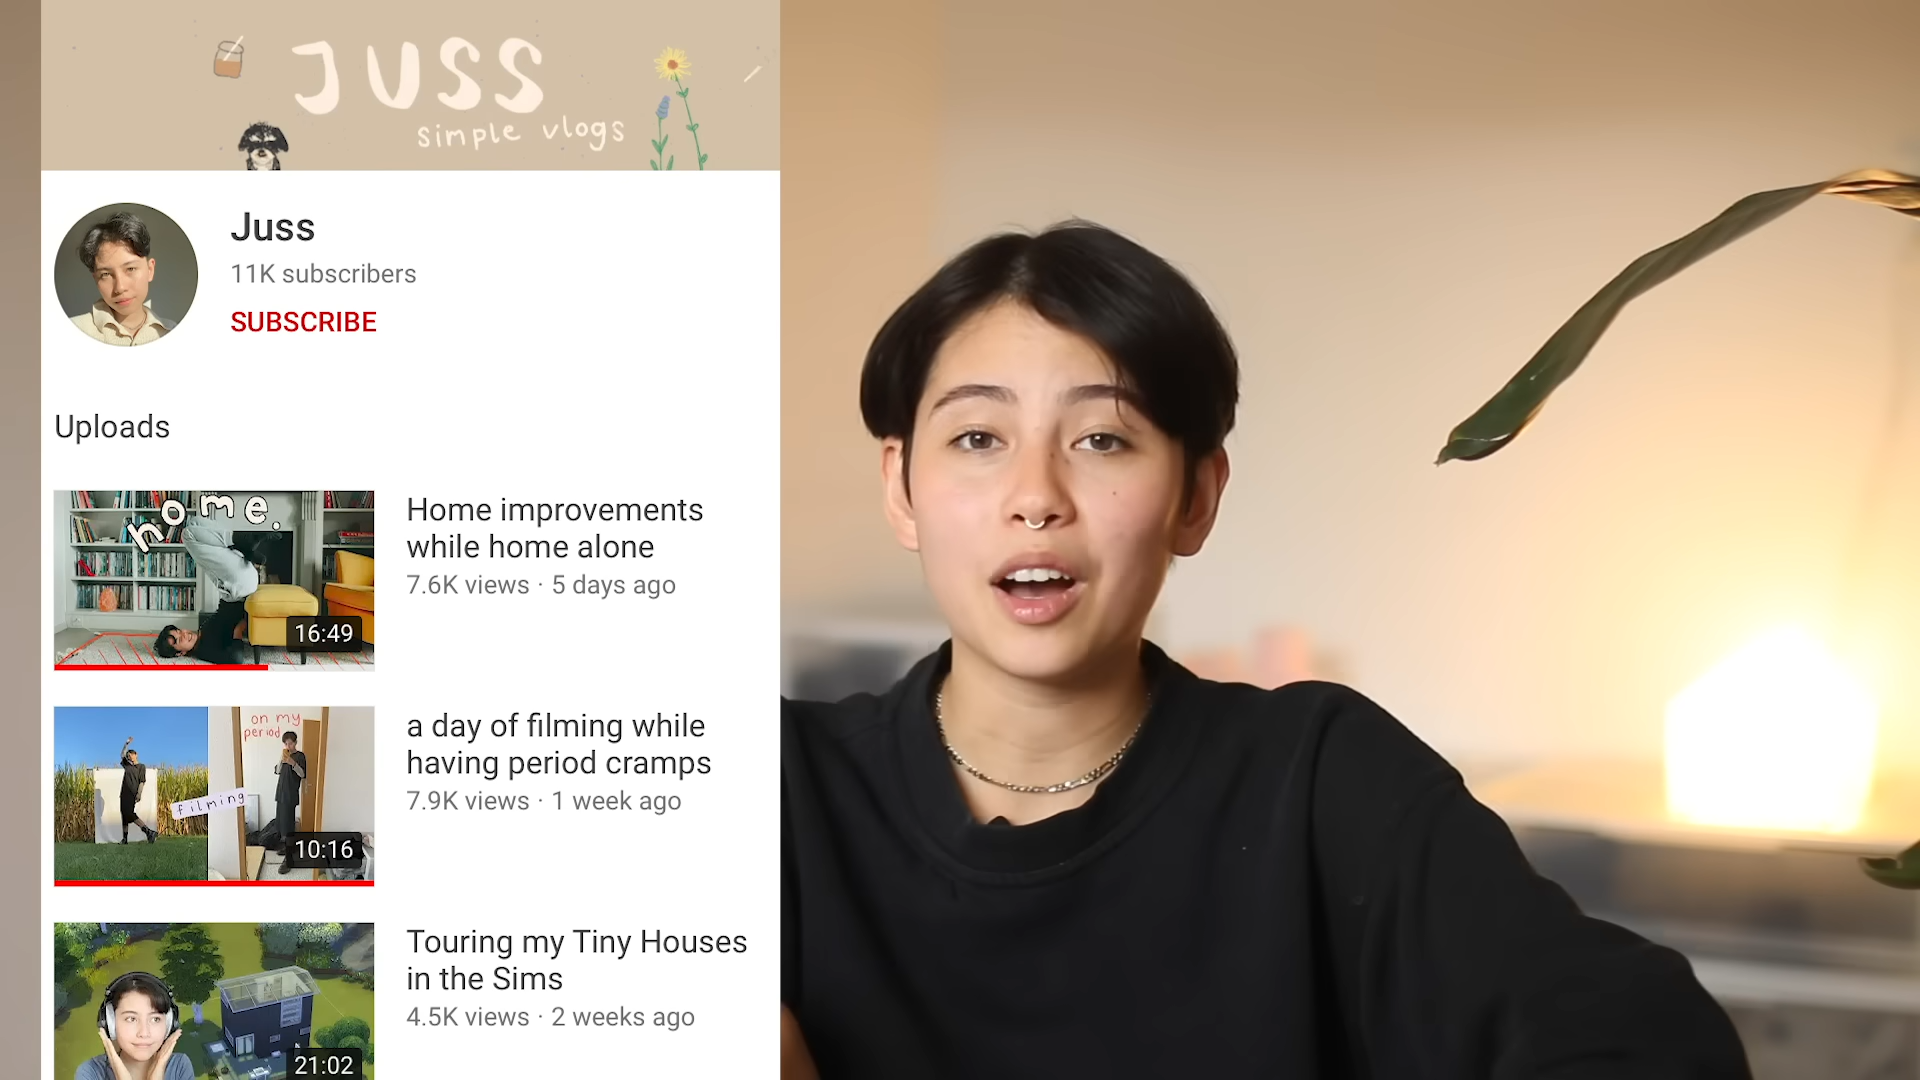 JUSS
simple vlogs
Juss
11K subscribers
SUBSCRIBE
Uploads
home.
16:49
Home improvements
while home alone
7.6K views · 5 days ago
on my
period
filming
10:16
a day of filming while
having period cramps
7.9K views · 1 week ago
21:02
Touring my Tiny Houses
in the Sims
4.5K views · 2 weeks ago